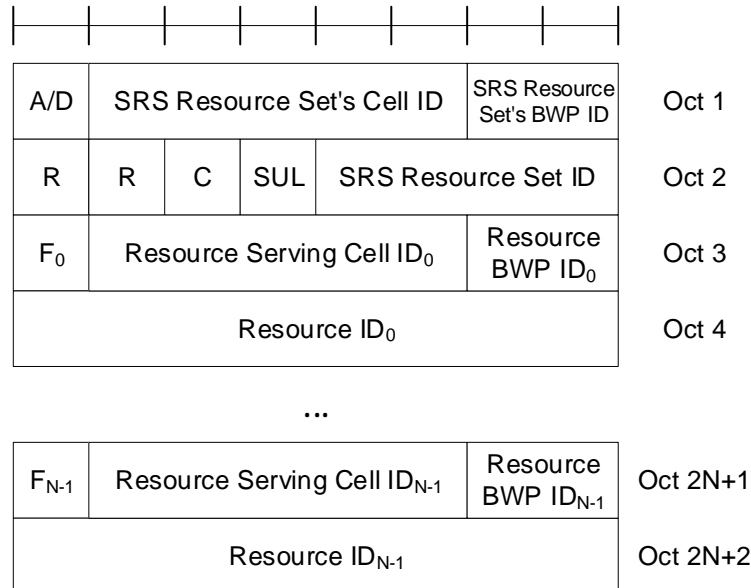 A/D SRS Resource Set's Cell ID SRS Resource Set's BWP ID Oct 1
R R C SUL SRS Resource Set ID Oct 2
F0 Resource Serving Cell ID0 Resource BWP ID0 Oct 3
Resource ID0 Oct 4
...
FN-1 Resource Serving Cell IDN-1 Resource BWP IDN-1 Oct 2N+1
Resource IDN-1 Oct 2N+2